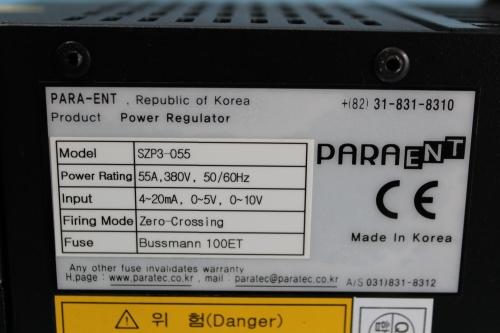 PARA-ENT , Republic of Korea
+(82) 31-831-8310
Product Power Regulator
Model SZP3-055
Power Rating 55A,380V, 50/60Hz
Input 4~20mA, 0~5V, 0~10V
Firing Mode Zero-Crossing
Fuse Bussmann 100ET
PARAENT
CE
Made In Korea
Any other fuse invalidates warranty
H,page : www.paratec.co.kr , mail : paratec@paratec.co.kr A/S 031)831-8312
⚠ 위 험(Danger)